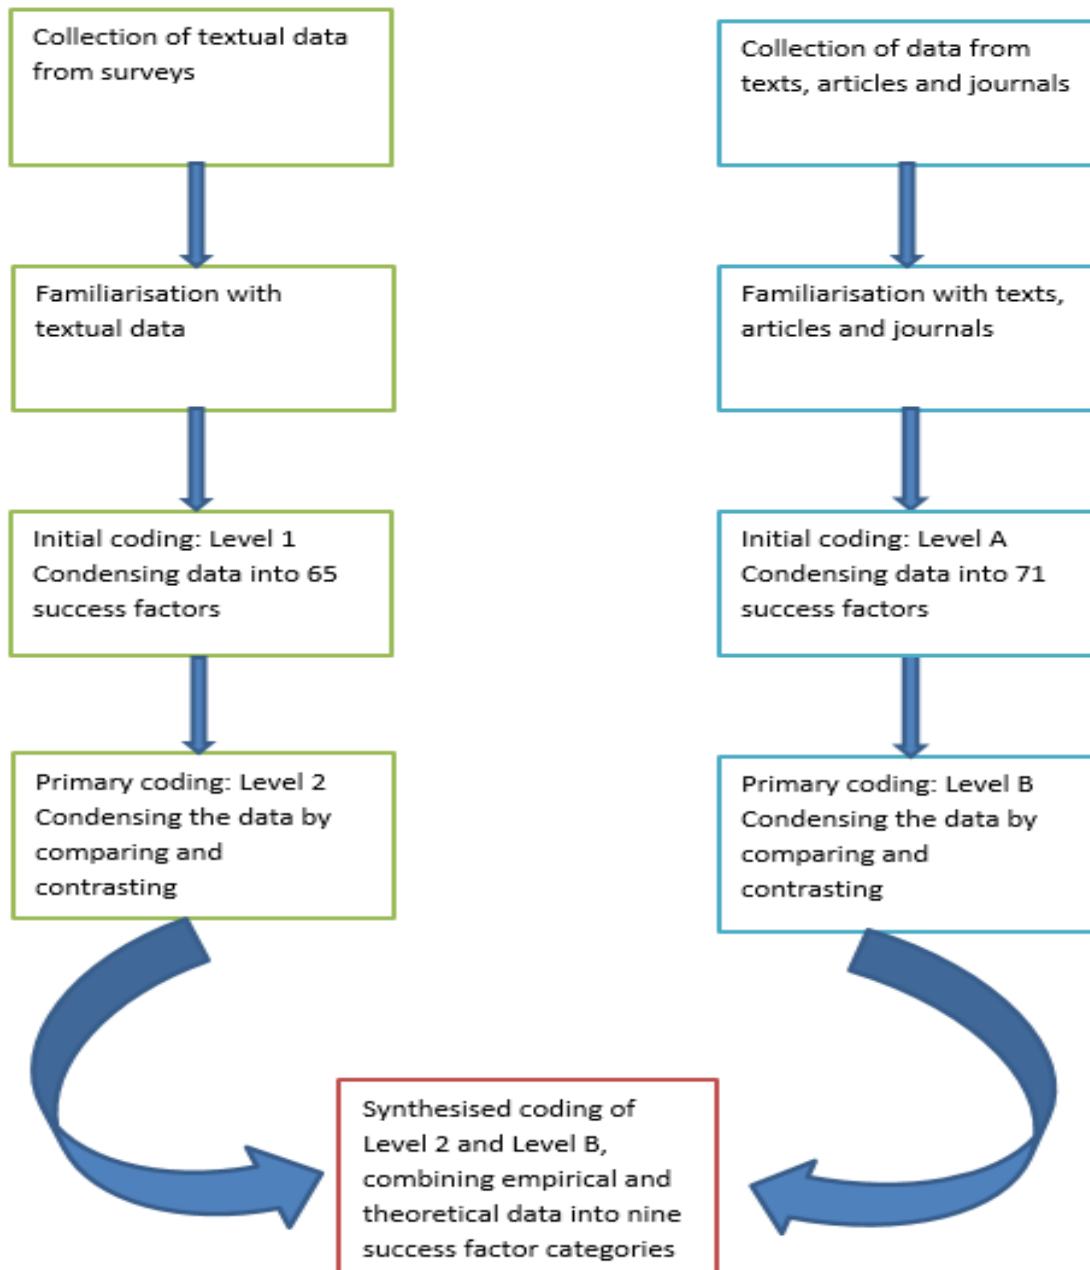 Collection of textual data
from surveys
Collection of data from
texts, articles and journals
Familiarisation with
textual data
Familiarisation with texts,
articles and journals
Initial coding: Level 1
Condensing data into 65
success factors
Initial coding: Level A
Condensing data into 71
success factors
Primary coding: Level 2
Condensing the data by
comparing and
contrasting
Primary coding: Level B
Condensing the data by
comparing and
contrasting
Synthesised coding of
Level 2 and Level B,
combining empirical and
theoretical data into nine
success factor categories